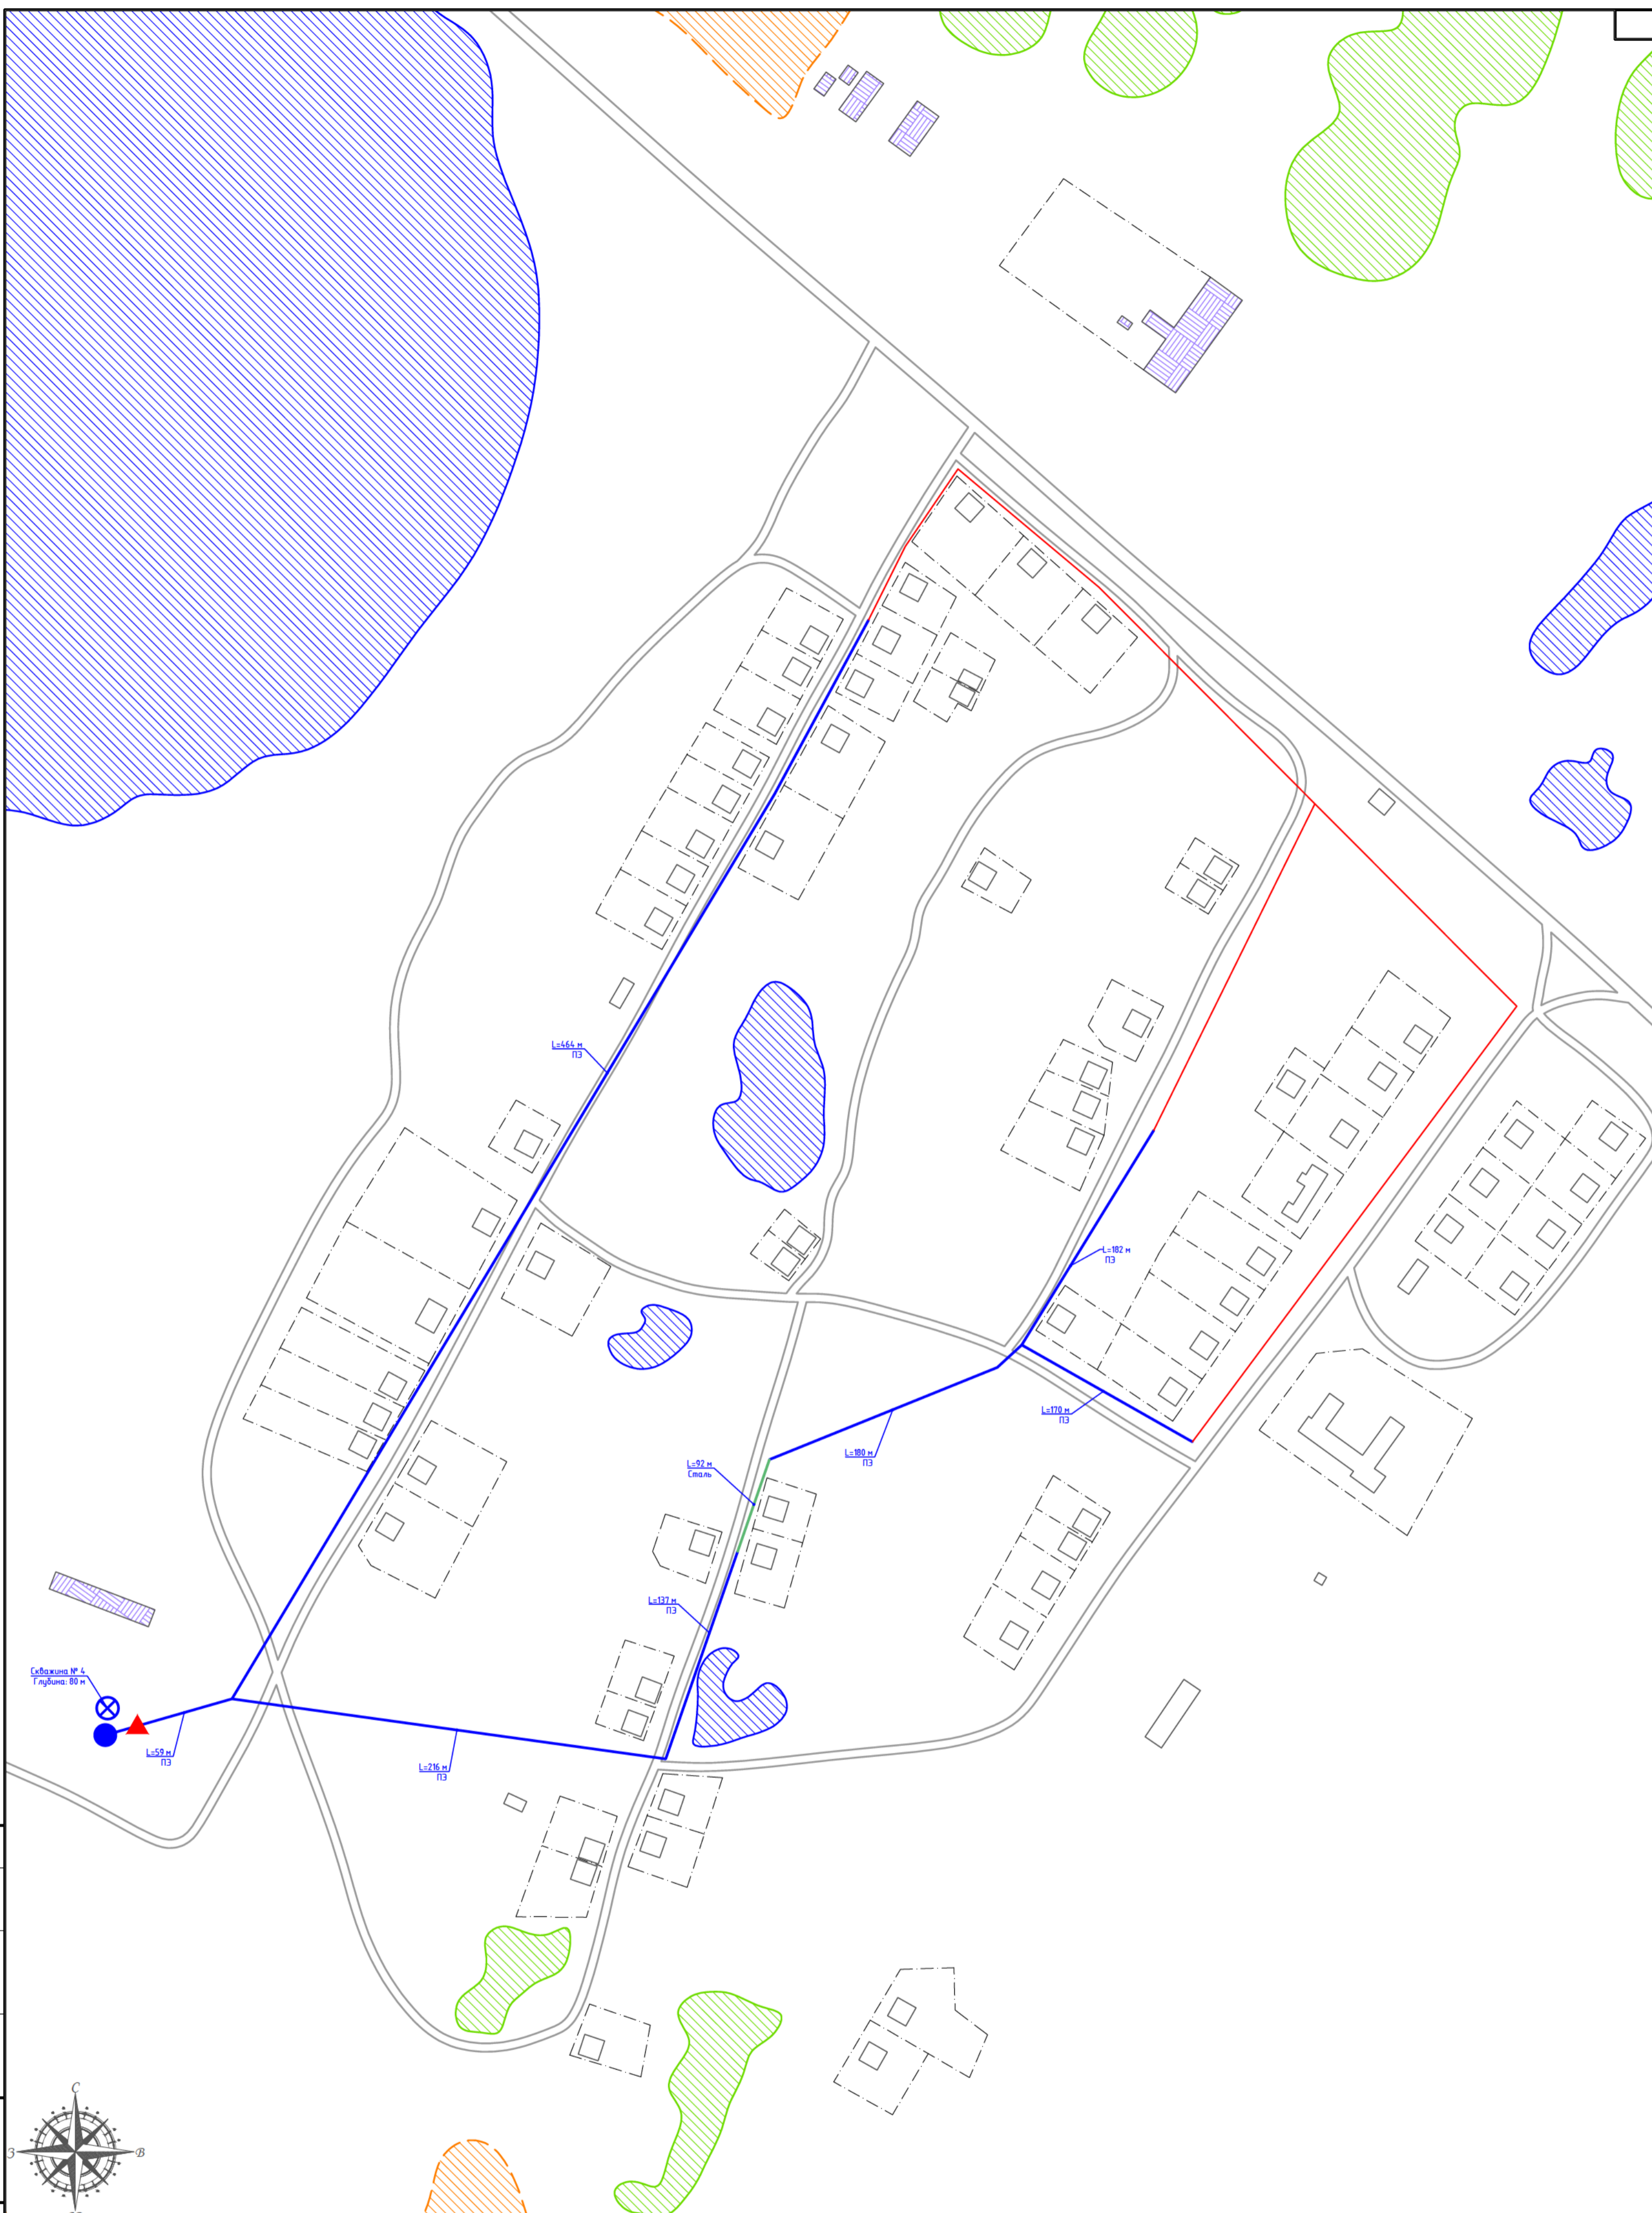 L=464 м
ПЭ
L=182 м
ПЭ
L=170 м
ПЭ
L=180 м
ПЭ
L=92 м
Сталь
L=137 м
ПЭ
Скважина № 4
Глубина: 80 м
L=59 м
ПЭ
L=216 м
ПЭ
С
З
В